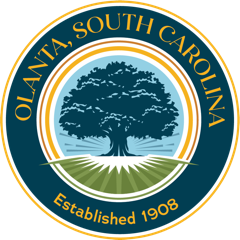 OLANTA, SOUTH CAROLINA
Established 1908